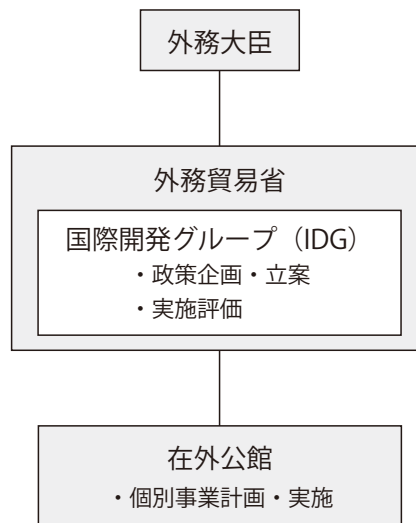 外務大臣
外務貿易省
国際開発グループ（IDG）
・政策企画・立案
・実施評価
在外公館
・個別事業計画・実施